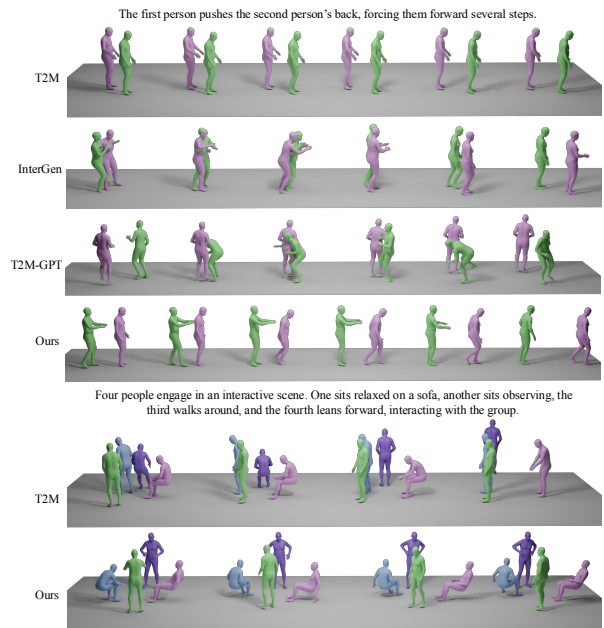 The first person pushes the second person's back, forcing them forward several steps.
T2M
InterGen
T2M-GPT
Ours
Four people engage in an interactive scene. One sits relaxed on a sofa, another sits observing, the
third walks around, and the fourth leans forward, interacting with the group.
T2M
Ours